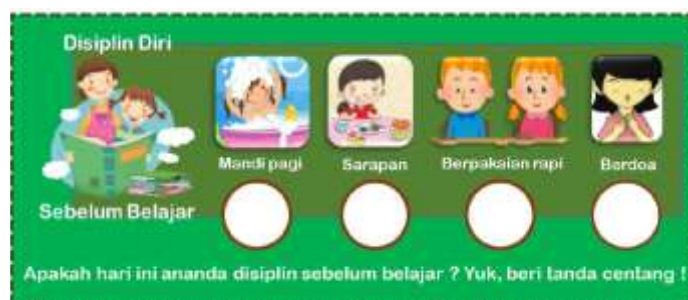 Disiplin Diri
Mandi pagi
Sarapan
Berpakaian rapi
Berdoa
Sebelum Belajar
Apakah hari ini ananda disiplin sebelum belajar ? Yuk, beri tanda centang !